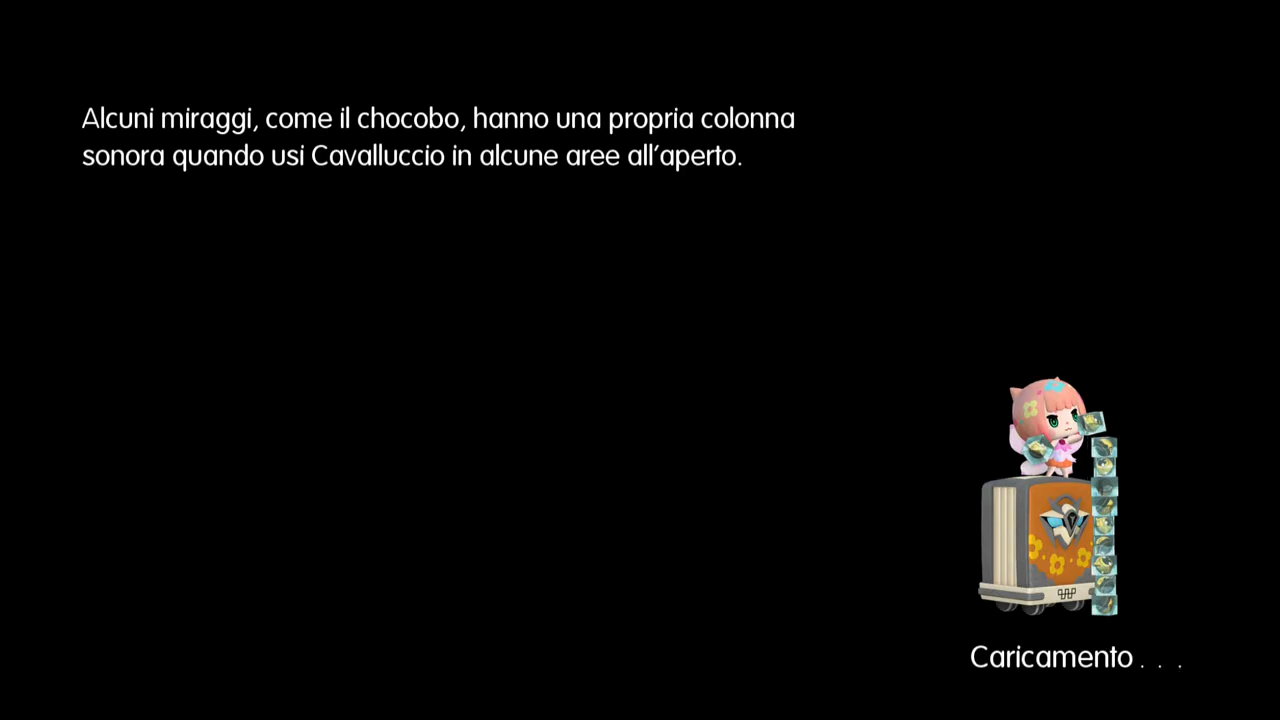 Alcuni miraggi, come il chocobo, hanno una propria colonna
sonora quando usi Cavalluccio in alcune aree all'aperto.
Caricamento . . .